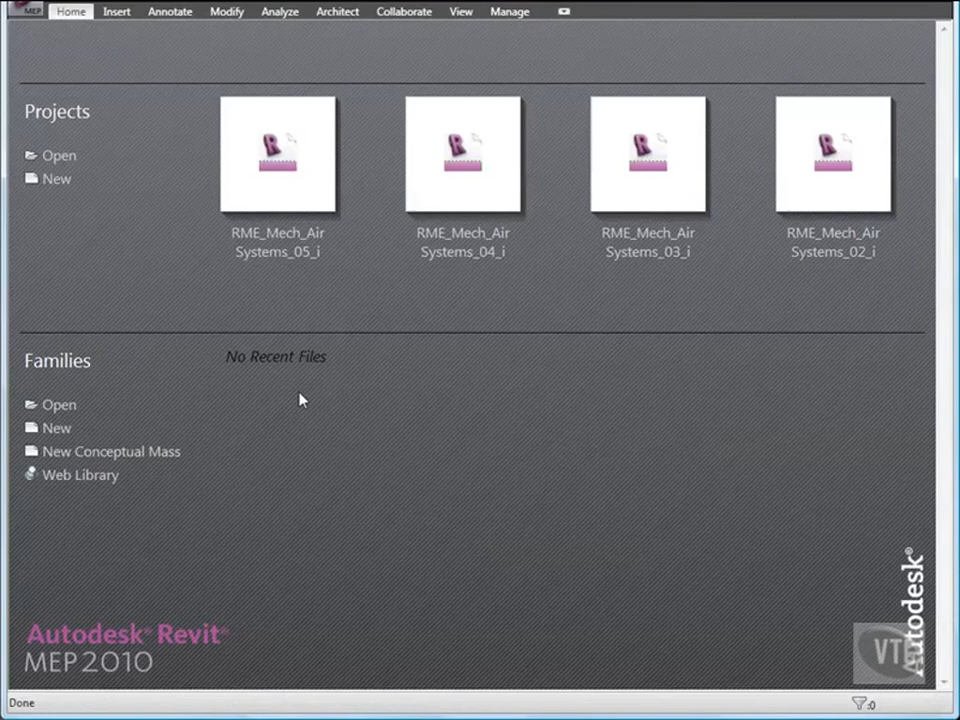 MEP Home Insert Annotate Modify Analyze Architect Collaborate View Manage
Projects
Open
New
RME_Mech_Air
Systems_05_i
RME_Mech_Air
Systems_04_i
RME_Mech_Air
Systems_03_i
RME_Mech_Air
Systems_02_i
Families
No Recent Files
Open
New
New Conceptual Mass
Web Library
Autodesk® Revit®
MEP 2010
Autodesk®
Done
:0